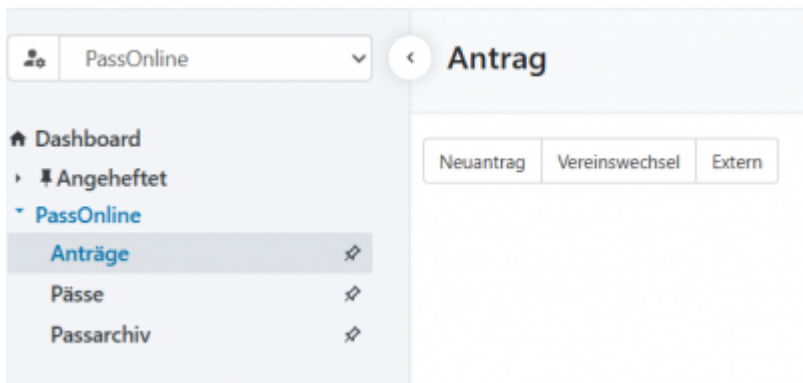 PassOnline
Antrag
Dashboard
Angeheftet
PassOnline
Anträge
Pässe
Passarchiv
Neuantrag
Vereinswechsel
Extern